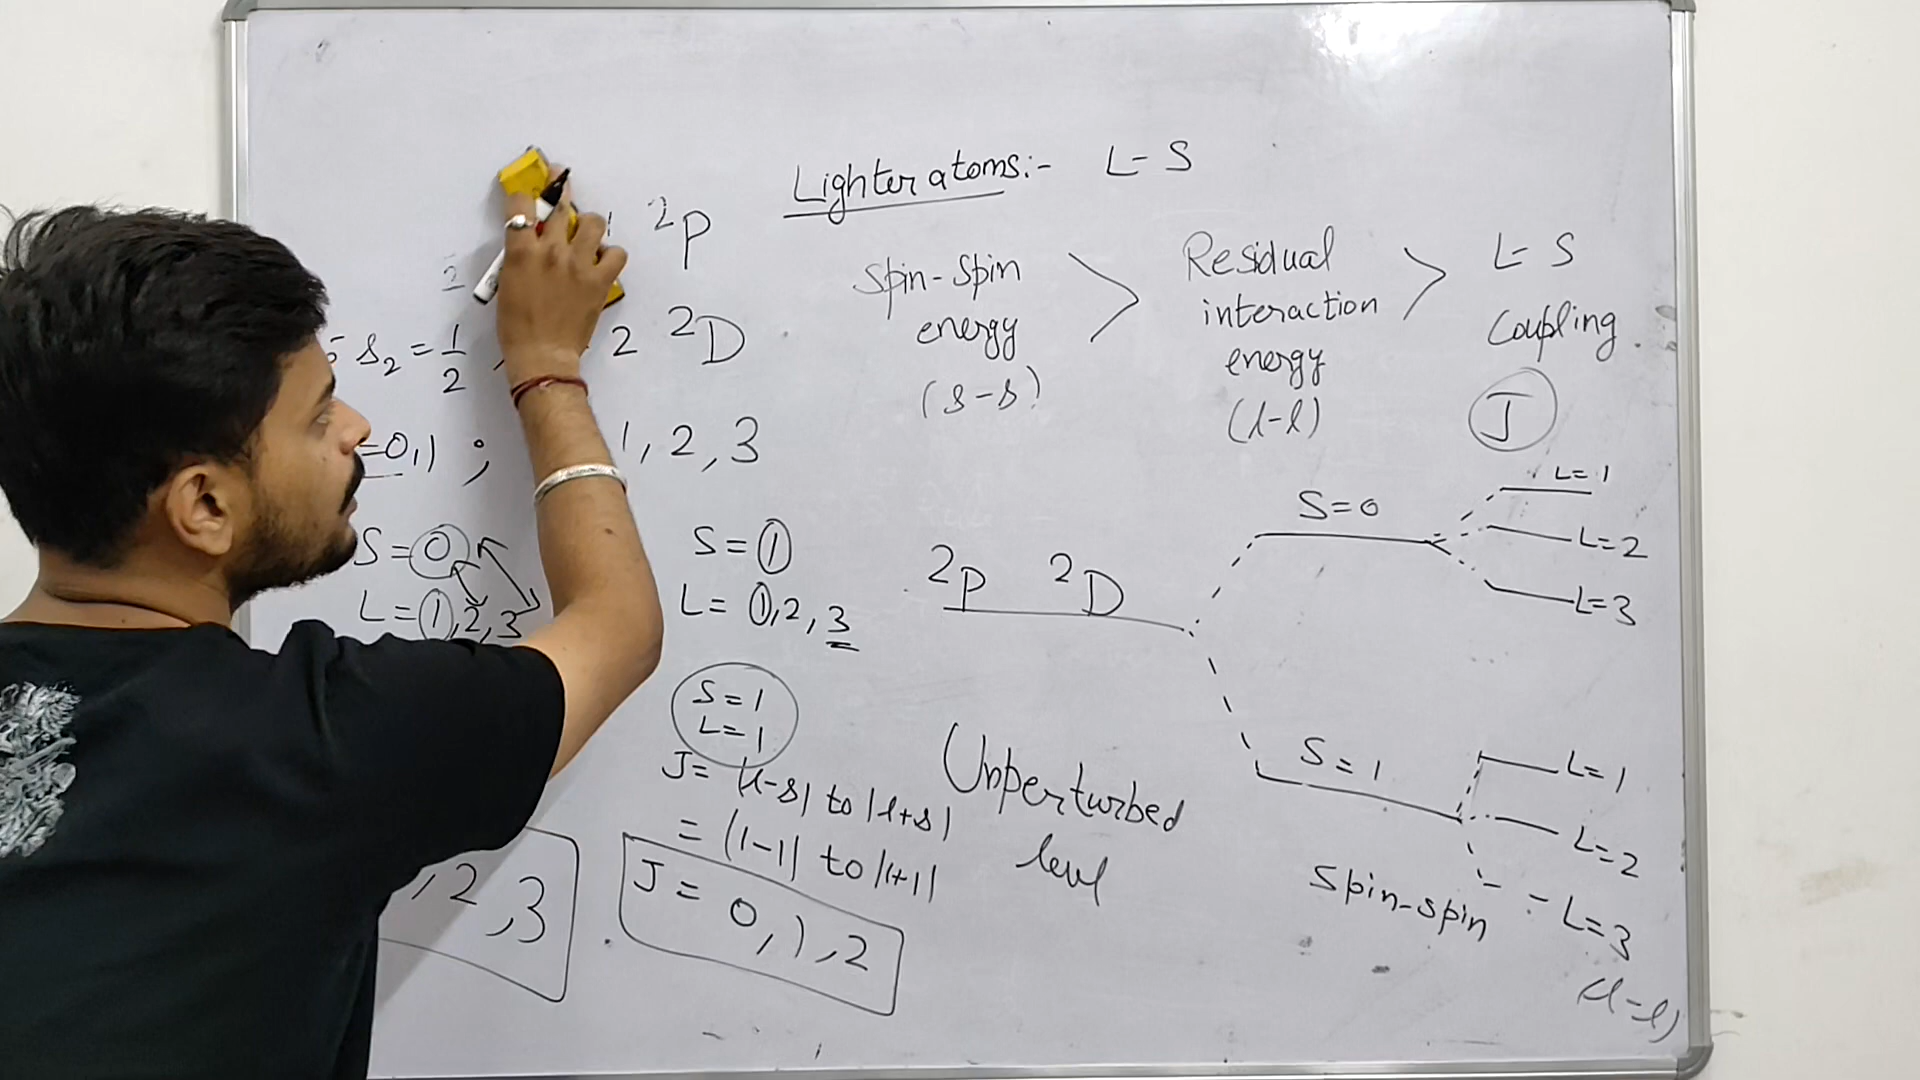 Lighter atoms:- L-S
2P
s₂ = 1/2 2 ²D
=0,1 ; 1, 2, 3
S=0
L=1,2,3
S=1
L=1,2,3
S=1
L=1
J= |l-s| to |l+s|
= |1-1| to |1+1|
J= 0,1,2
,2,3
Spin-Spin
energy
(s-s)
>
Residual
interaction
energy
(l-l)
>
L-S
Coupling
J
²P ²D
Unperturbed
level
S=0
L=1
L=2
L=3
S=1
L=1
L=2
L=3
Spin-spin
(l-l)